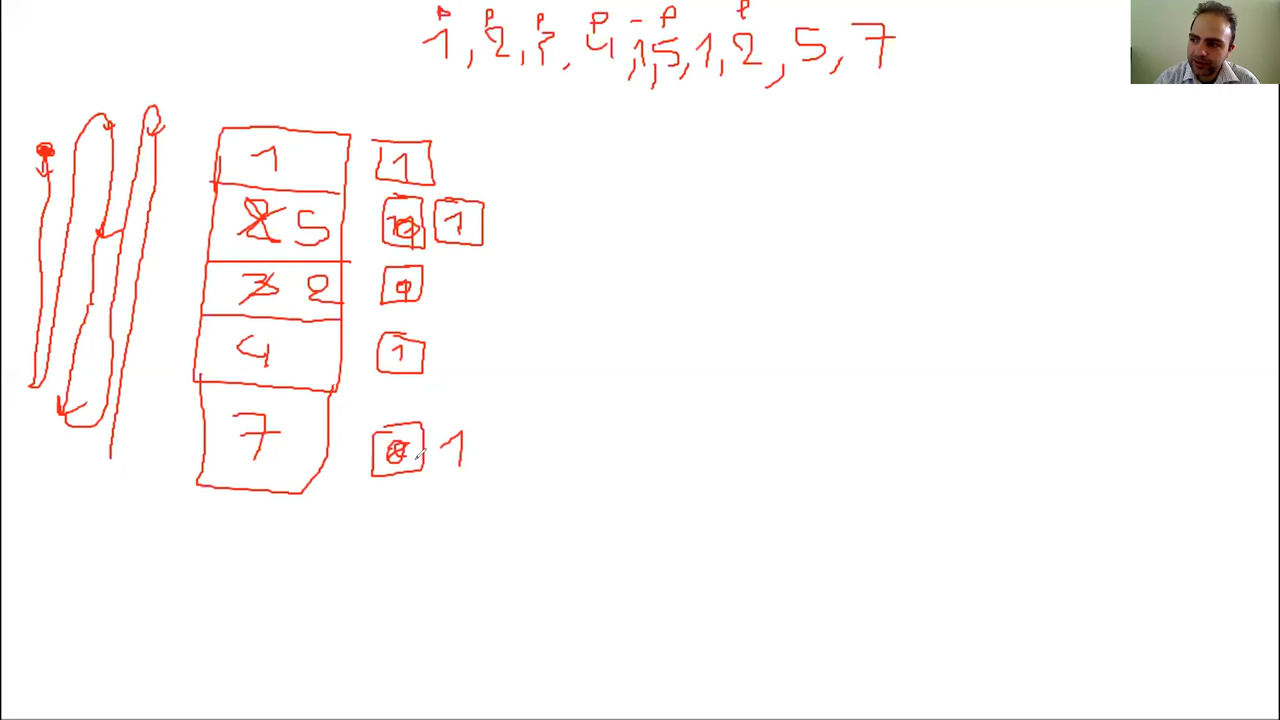 P P P P - P P
1, 2, 3, 4, 1, 5, 1, 2, 5, 7
1 1
2 5 1
3 2
4 1
7 1